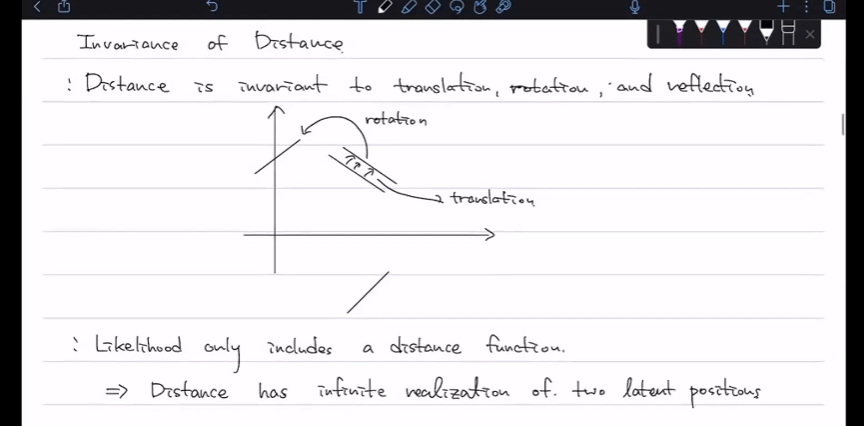 Invariance of Distance
: Distance is invariant to translation, rotation, and reflection
rotation
translation
: Likelihood only includes a distance function.
⇒ Distance has infinite realization of two latent positions